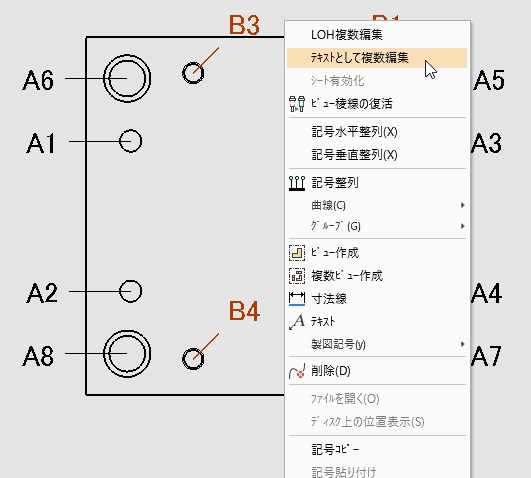 B3
B1
A6
A5
A1
A3
A2
A4
B4
A8
A7
LOH複数編集
ﾃｷｽﾄとして複数編集
ｼｰﾄ有効化
ﾋﾞｭｰ稜線の復活
記号水平整列(X)
記号垂直整列(X)
記号整列
曲線(C)
ｸﾞﾙｰﾌﾟ(G)
ﾋﾞｭｰ作成
複数ﾋﾞｭｰ作成
寸法線
ﾃｷｽﾄ
製図記号(y)
削除(D)
ﾌｧｲﾙを開く(O)
ﾃﾞｨｽｸ上の位置表示(S)
記号ｺﾋﾟｰ
記号貼り付け